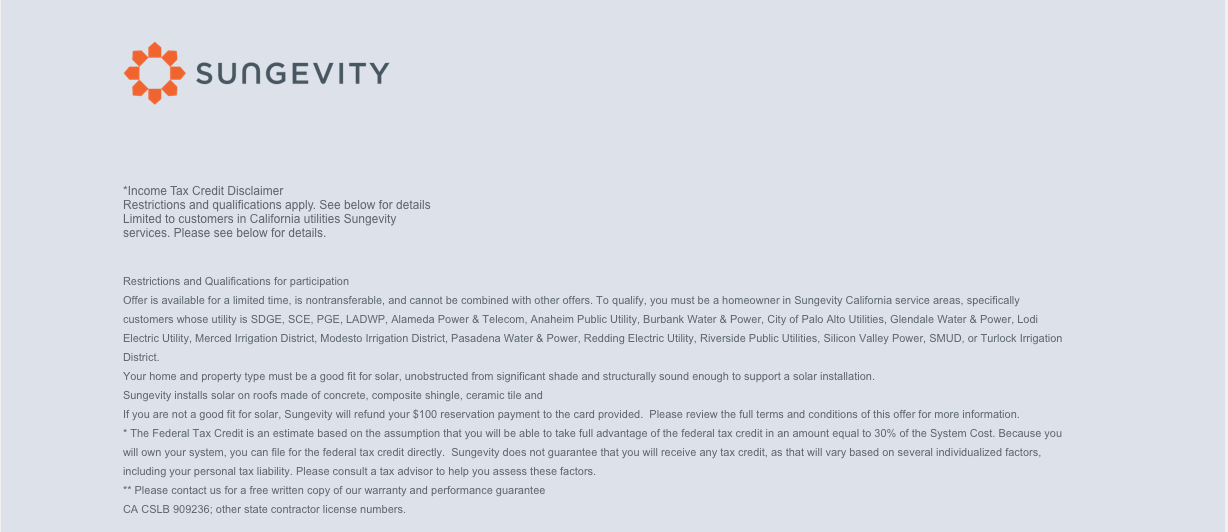 SUNGEVITY
*Income Tax Credit Disclaimer
Restrictions and qualifications apply. See below for details
Limited to customers in California utilities Sungevity
services. Please see below for details.
Restrictions and Qualifications for participation
Offer is available for a limited time, is nontransferable, and cannot be combined with other offers. To qualify, you must be a homeowner in Sungevity California service areas, specifically
customers whose utility is SDGE, SCE, PGE, LADWP, Alameda Power & Telecom, Anaheim Public Utility, Burbank Water & Power, City of Palo Alto Utilities, Glendale Water & Power, Lodi
Electric Utility, Merced Irrigation District, Modesto Irrigation District, Pasadena Water & Power, Redding Electric Utility, Riverside Public Utilities, Silicon Valley Power, SMUD, or Turlock Irrigation
District.
Your home and property type must be a good fit for solar, unobstructed from significant shade and structurally sound enough to support a solar installation.
Sungevity installs solar on roofs made of concrete, composite shingle, ceramic tile and
If you are not a good fit for solar, Sungevity will refund your $100 reservation payment to the card provided.  Please review the full terms and conditions of this offer for more information.
* The Federal Tax Credit is an estimate based on the assumption that you will be able to take full advantage of the federal tax credit in an amount equal to 30% of the System Cost. Because you
will own your system, you can file for the federal tax credit directly.  Sungevity does not guarantee that you will receive any tax credit, as that will vary based on several individualized factors,
including your personal tax liability. Please consult a tax advisor to help you assess these factors.
** Please contact us for a free written copy of our warranty and performance guarantee
CA CSLB 909236; other state contractor license numbers.